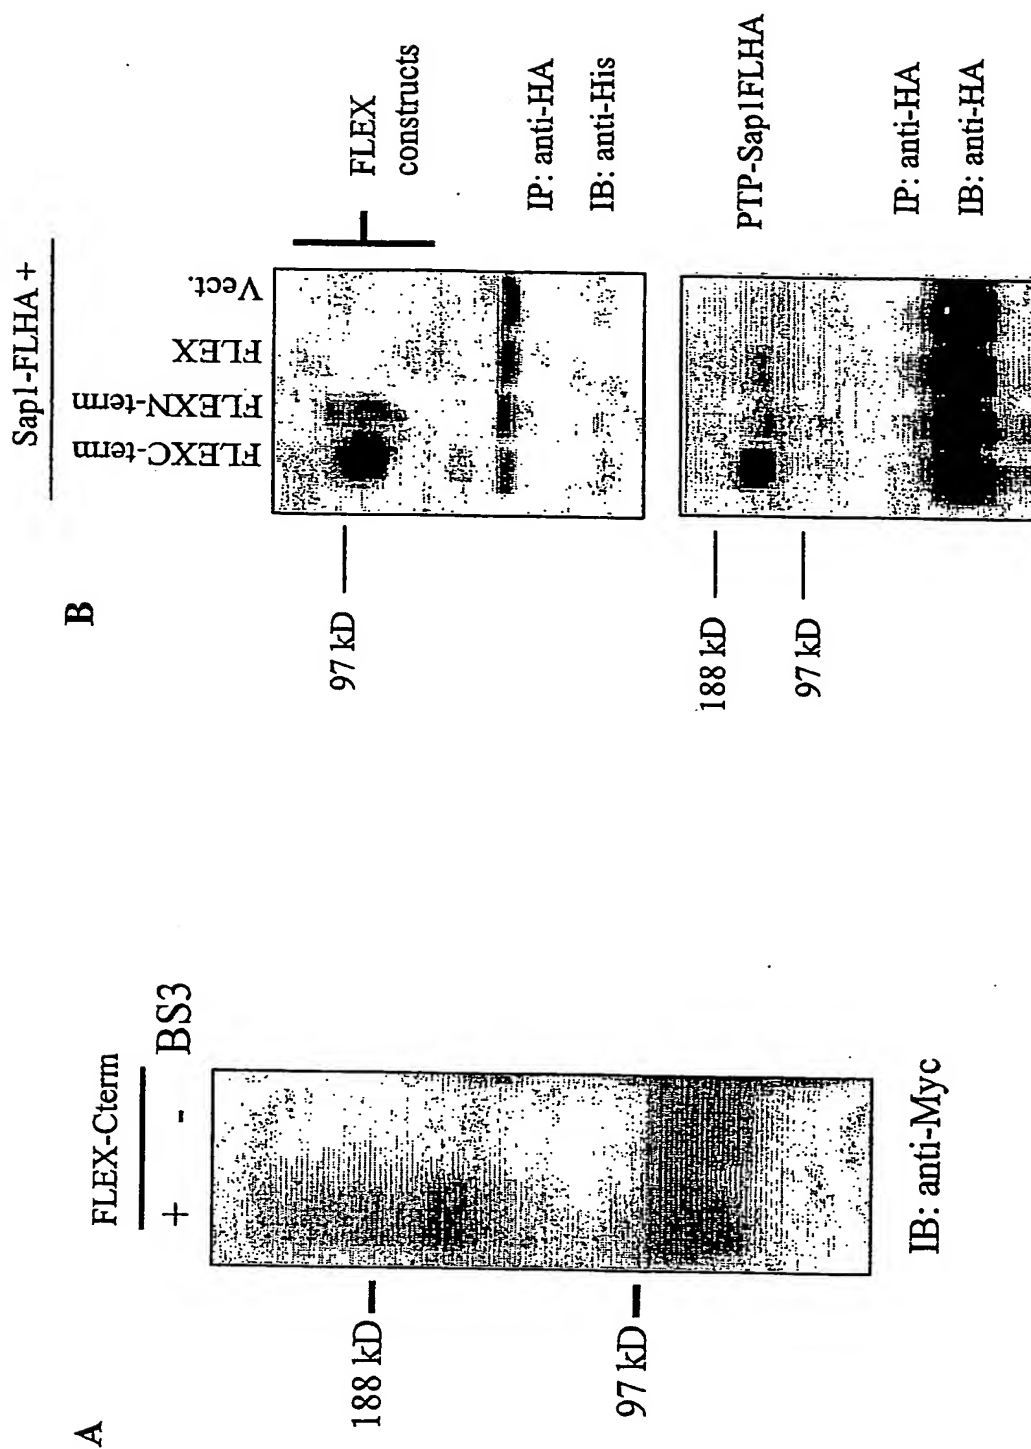 A
FLEX-Cterm
+ - BS3
188 kD
97 kD
IB: anti-Myc
B
Sap1-FLHA +
FLEXC-term
FLEXN-term
FLEX
Vect.
97 kD
FLEX
constructs
IP: anti-HA
IB: anti-His
188 kD
97 kD
PTP-Sap1FLHA
IP: anti-HA
IB: anti-HA